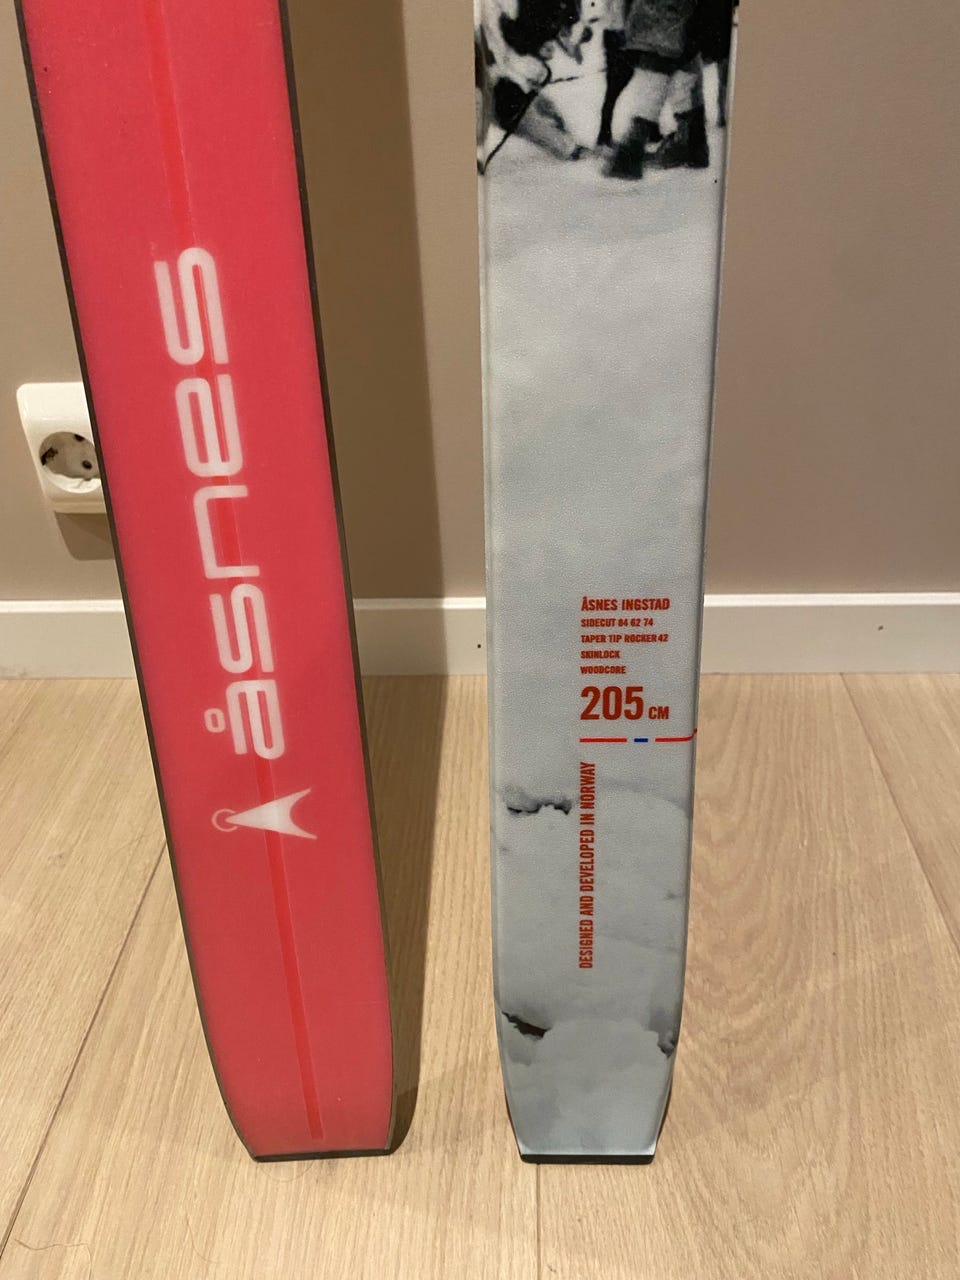 åsnes
ÅSNES INGSTAD
SIDECUT 84 62 74
TAPER TIP ROCKER 42
SKINLOCK
WOODCORE
205 CM
DESIGNED AND DEVELOPED IN NORWAY